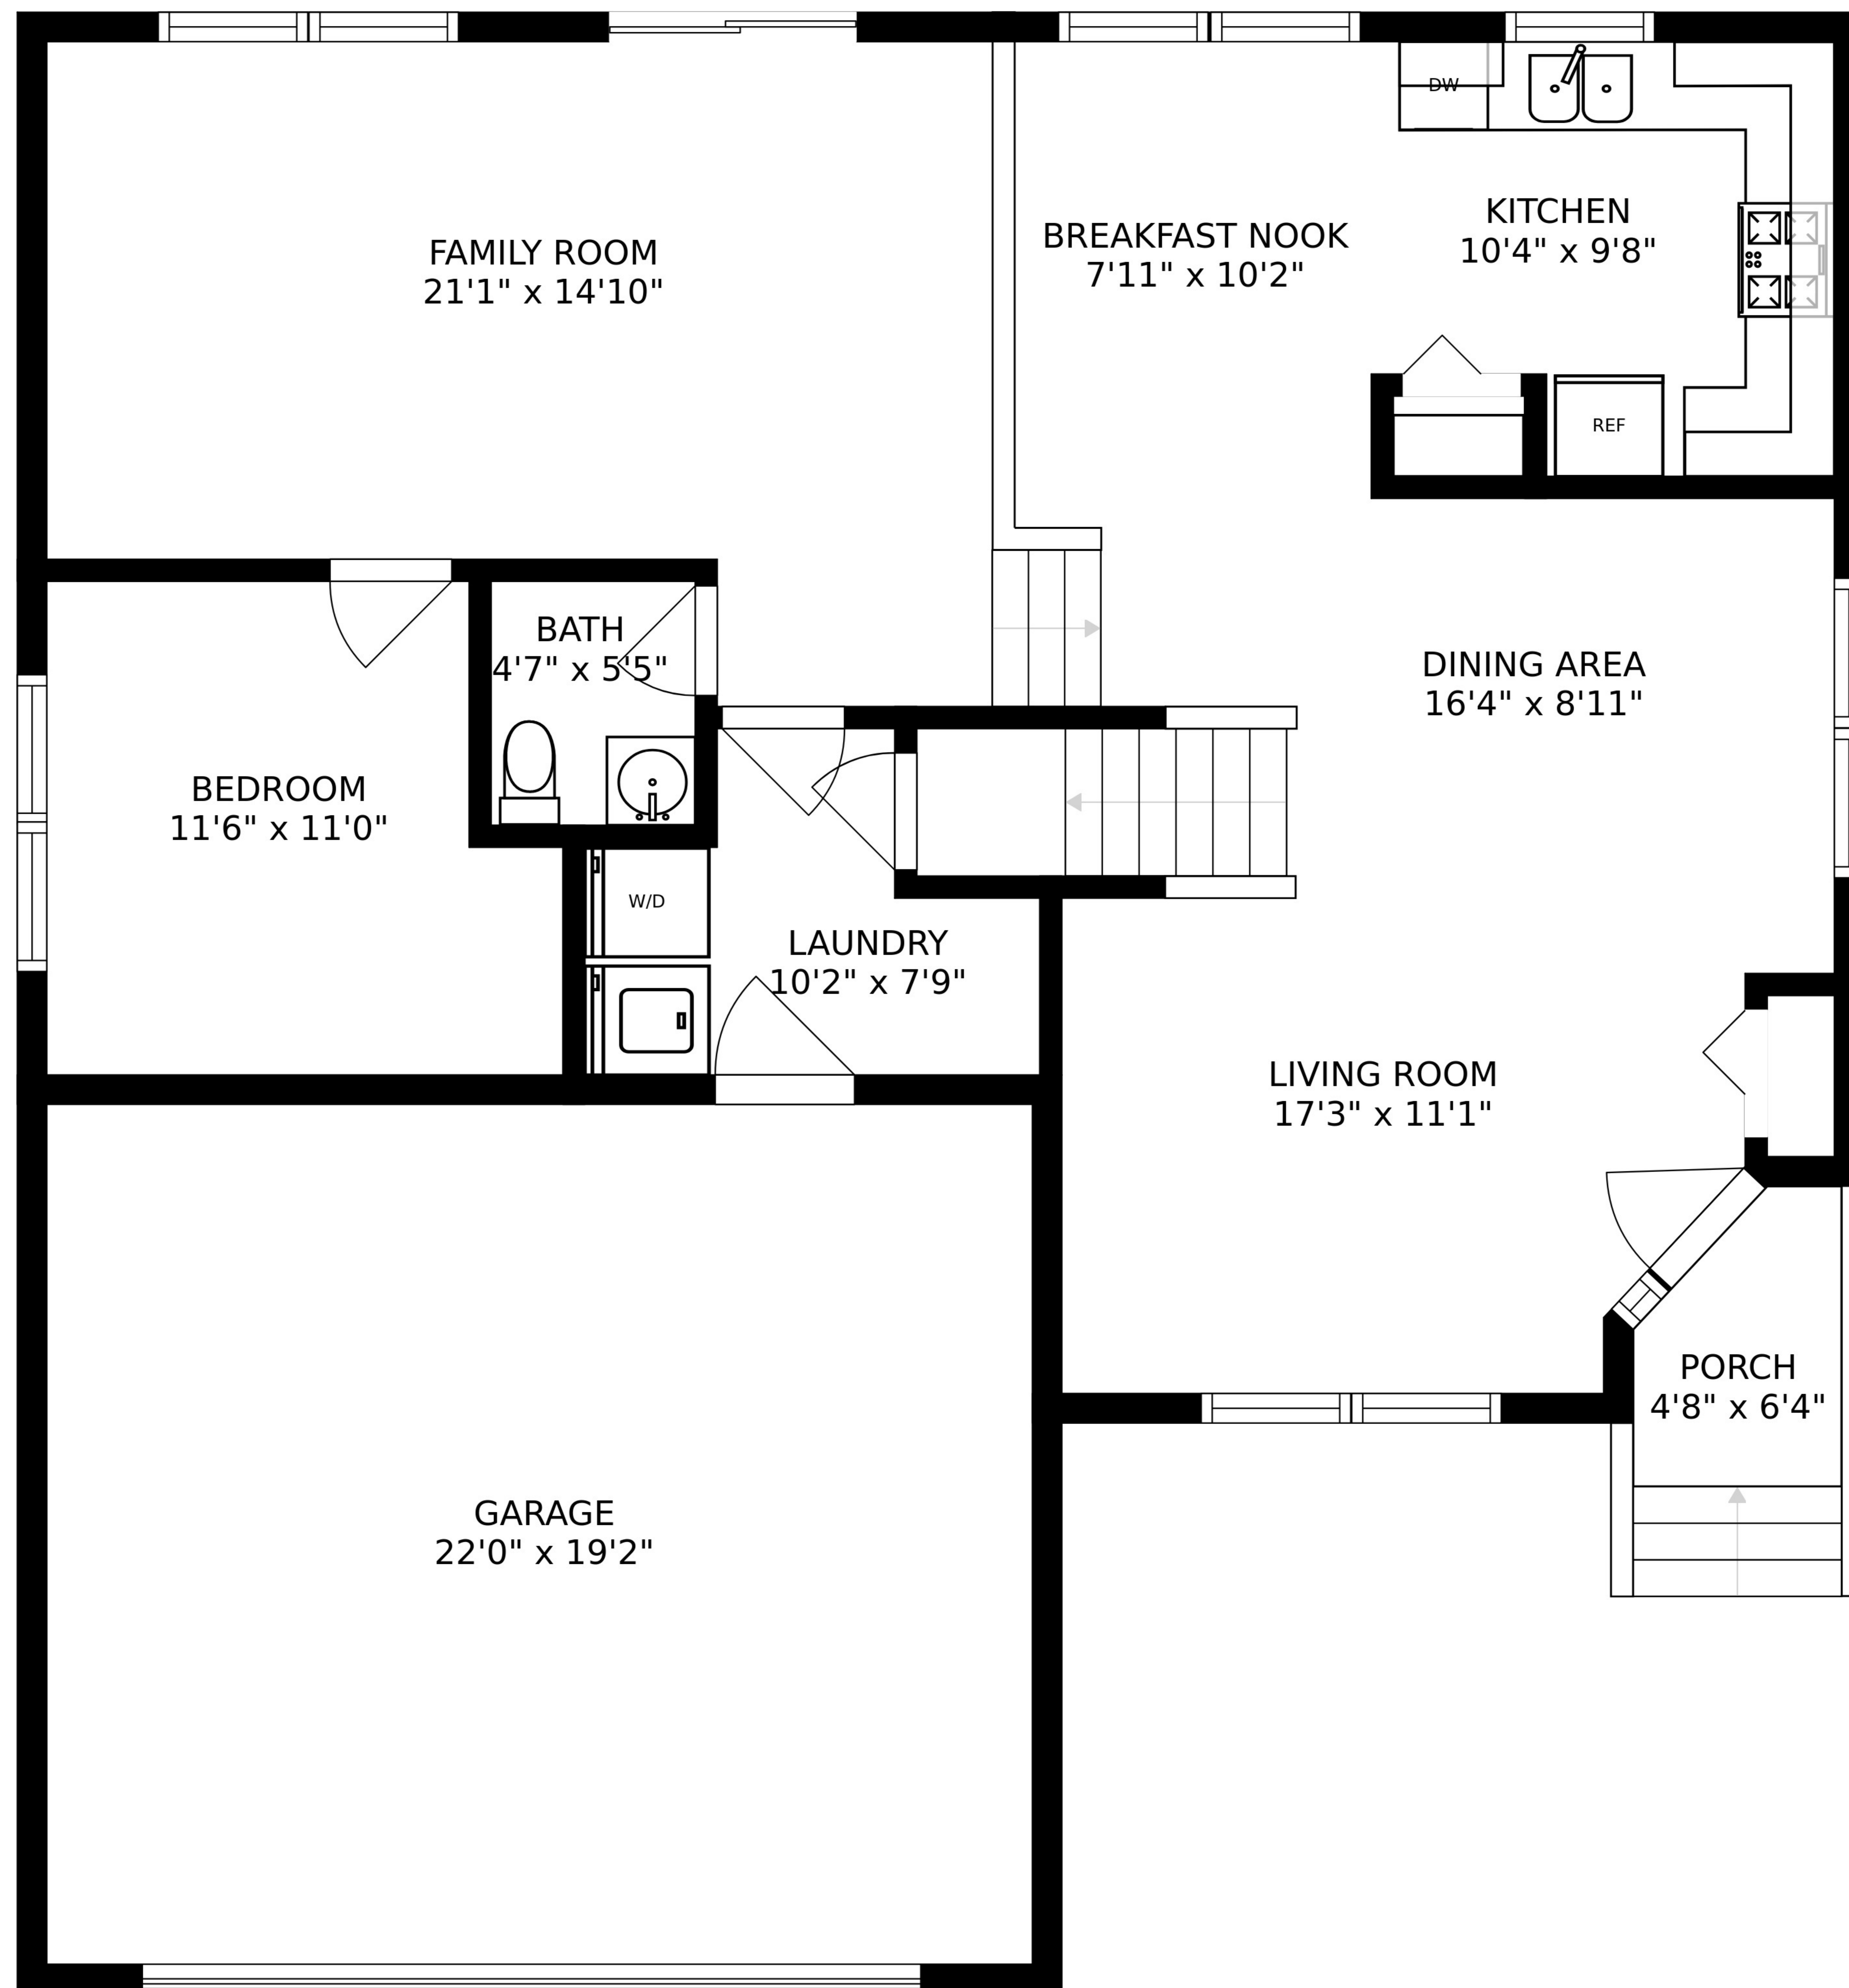 DW
KITCHEN
10'4" x 9'8"
BREAKFAST NOOK
7'11" x 10'2"
FAMILY ROOM
21'1" x 14'10"
REF
BATH
4'7" x 5'5"
DINING AREA
16'4" x 8'11"
BEDROOM
11'6" x 11'0"
W/D
LAUNDRY
10'2" x 7'9"
LIVING ROOM
17'3" x 11'1"
PORCH
4'8" x 6'4"
GARAGE
22'0" x 19'2"